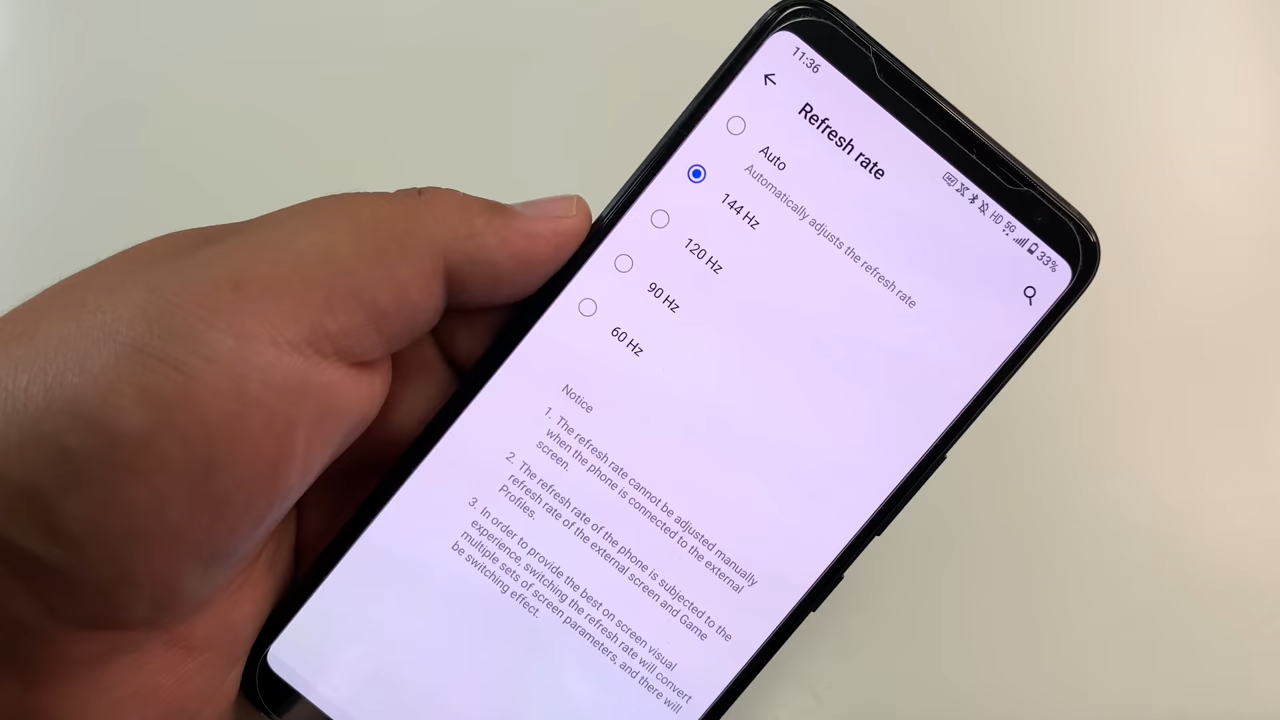 11:36
HD 5G 33%
Refresh rate
Auto
Automatically adjusts the refresh rate
144 Hz
120 Hz
90 Hz
60 Hz
Notice
1. The refresh rate cannot be adjusted manually
when the phone is connected to the external
screen.
2. The refresh rate of the phone is subjected to the
refresh rate of the external screen and Game
Profiles.
3. In order to provide the best on screen visual
experience, switching the refresh rate will convert
multiple sets of screen parameters, and there will
be switching effect.